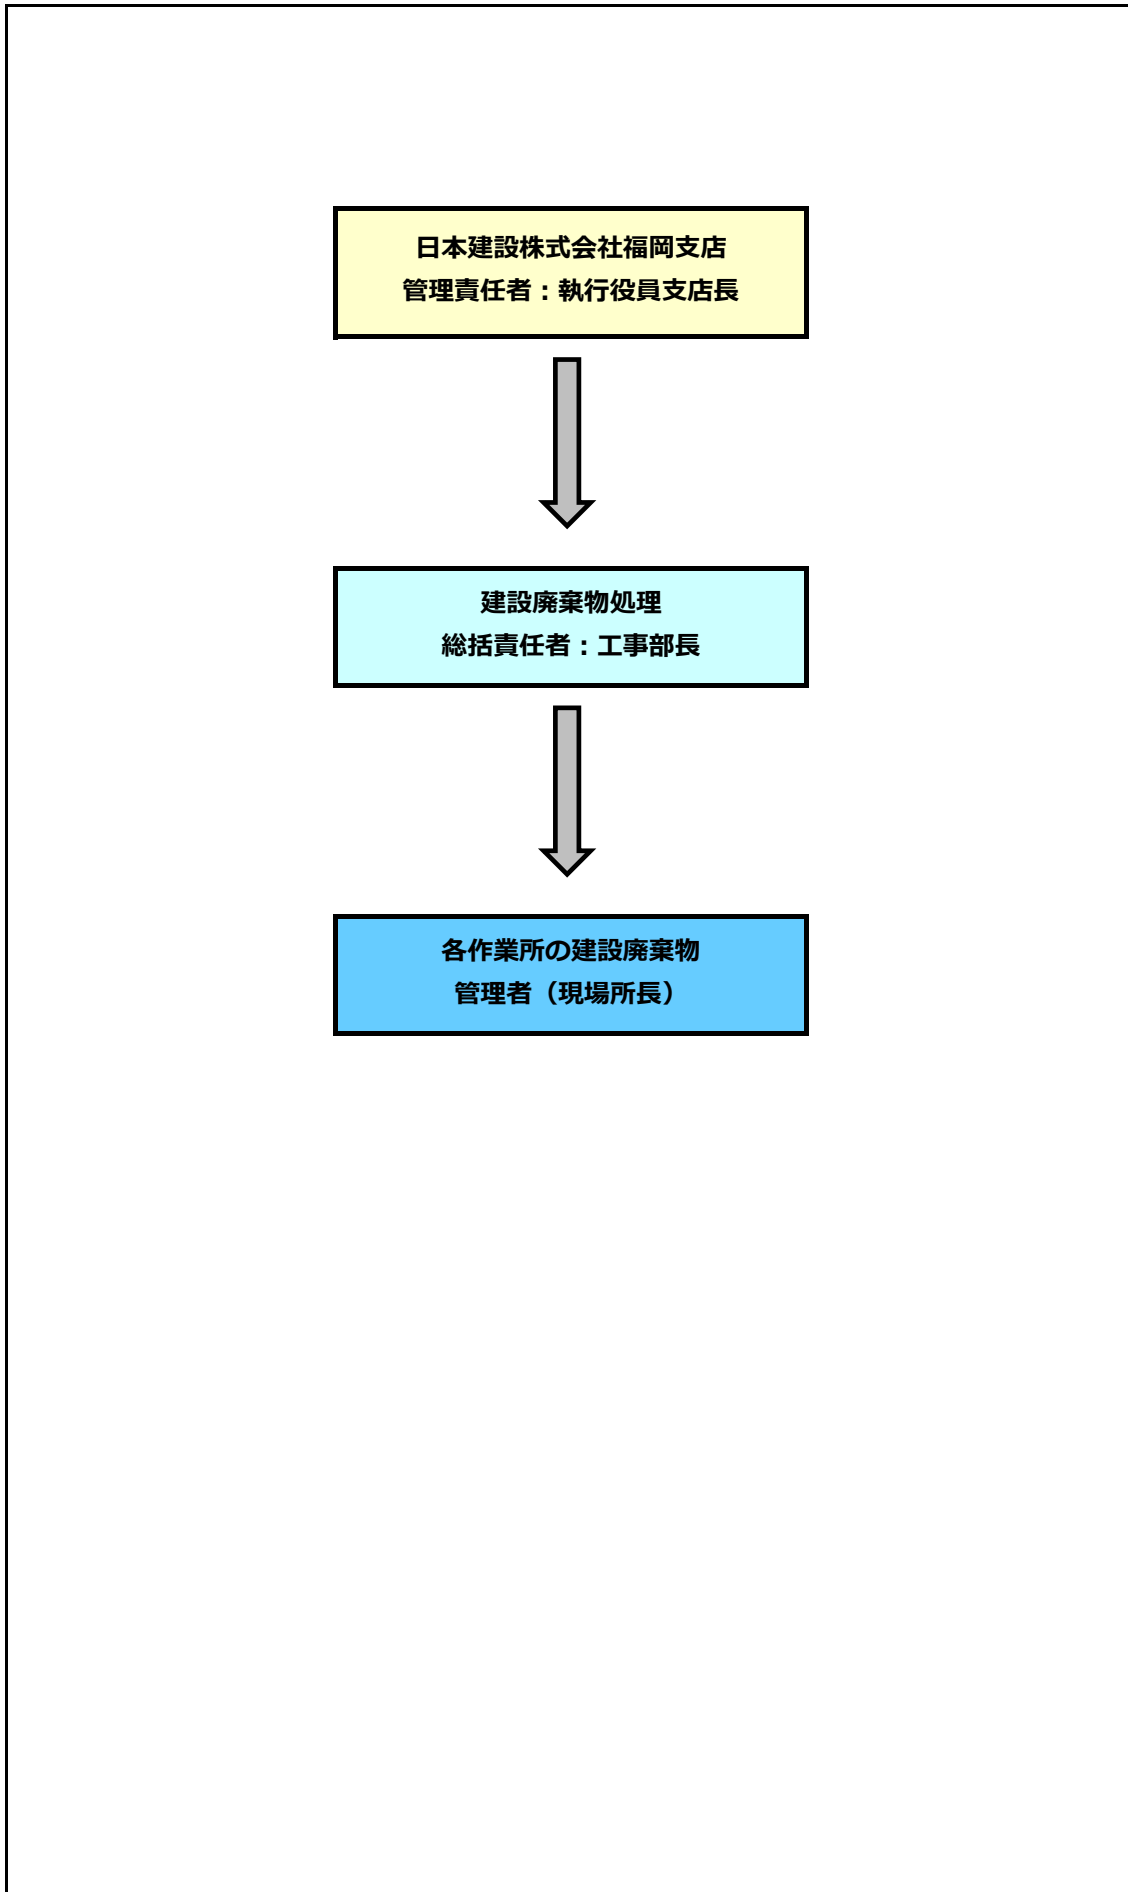 日本建設株式会社福岡支店
管理責任者：執行役員支店長
建設廃棄物処理
総括責任者：工事部長
各作業所の建設廃棄物
管理者（現場所長）